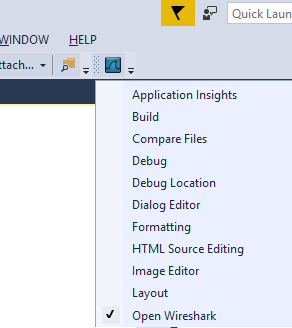 Quick Laun
WINDOW HELP
ttach...
Application Insights
Build
Compare Files
Debug
Debug Location
Dialog Editor
Formatting
HTML Source Editing
Image Editor
Layout
Open Wireshark